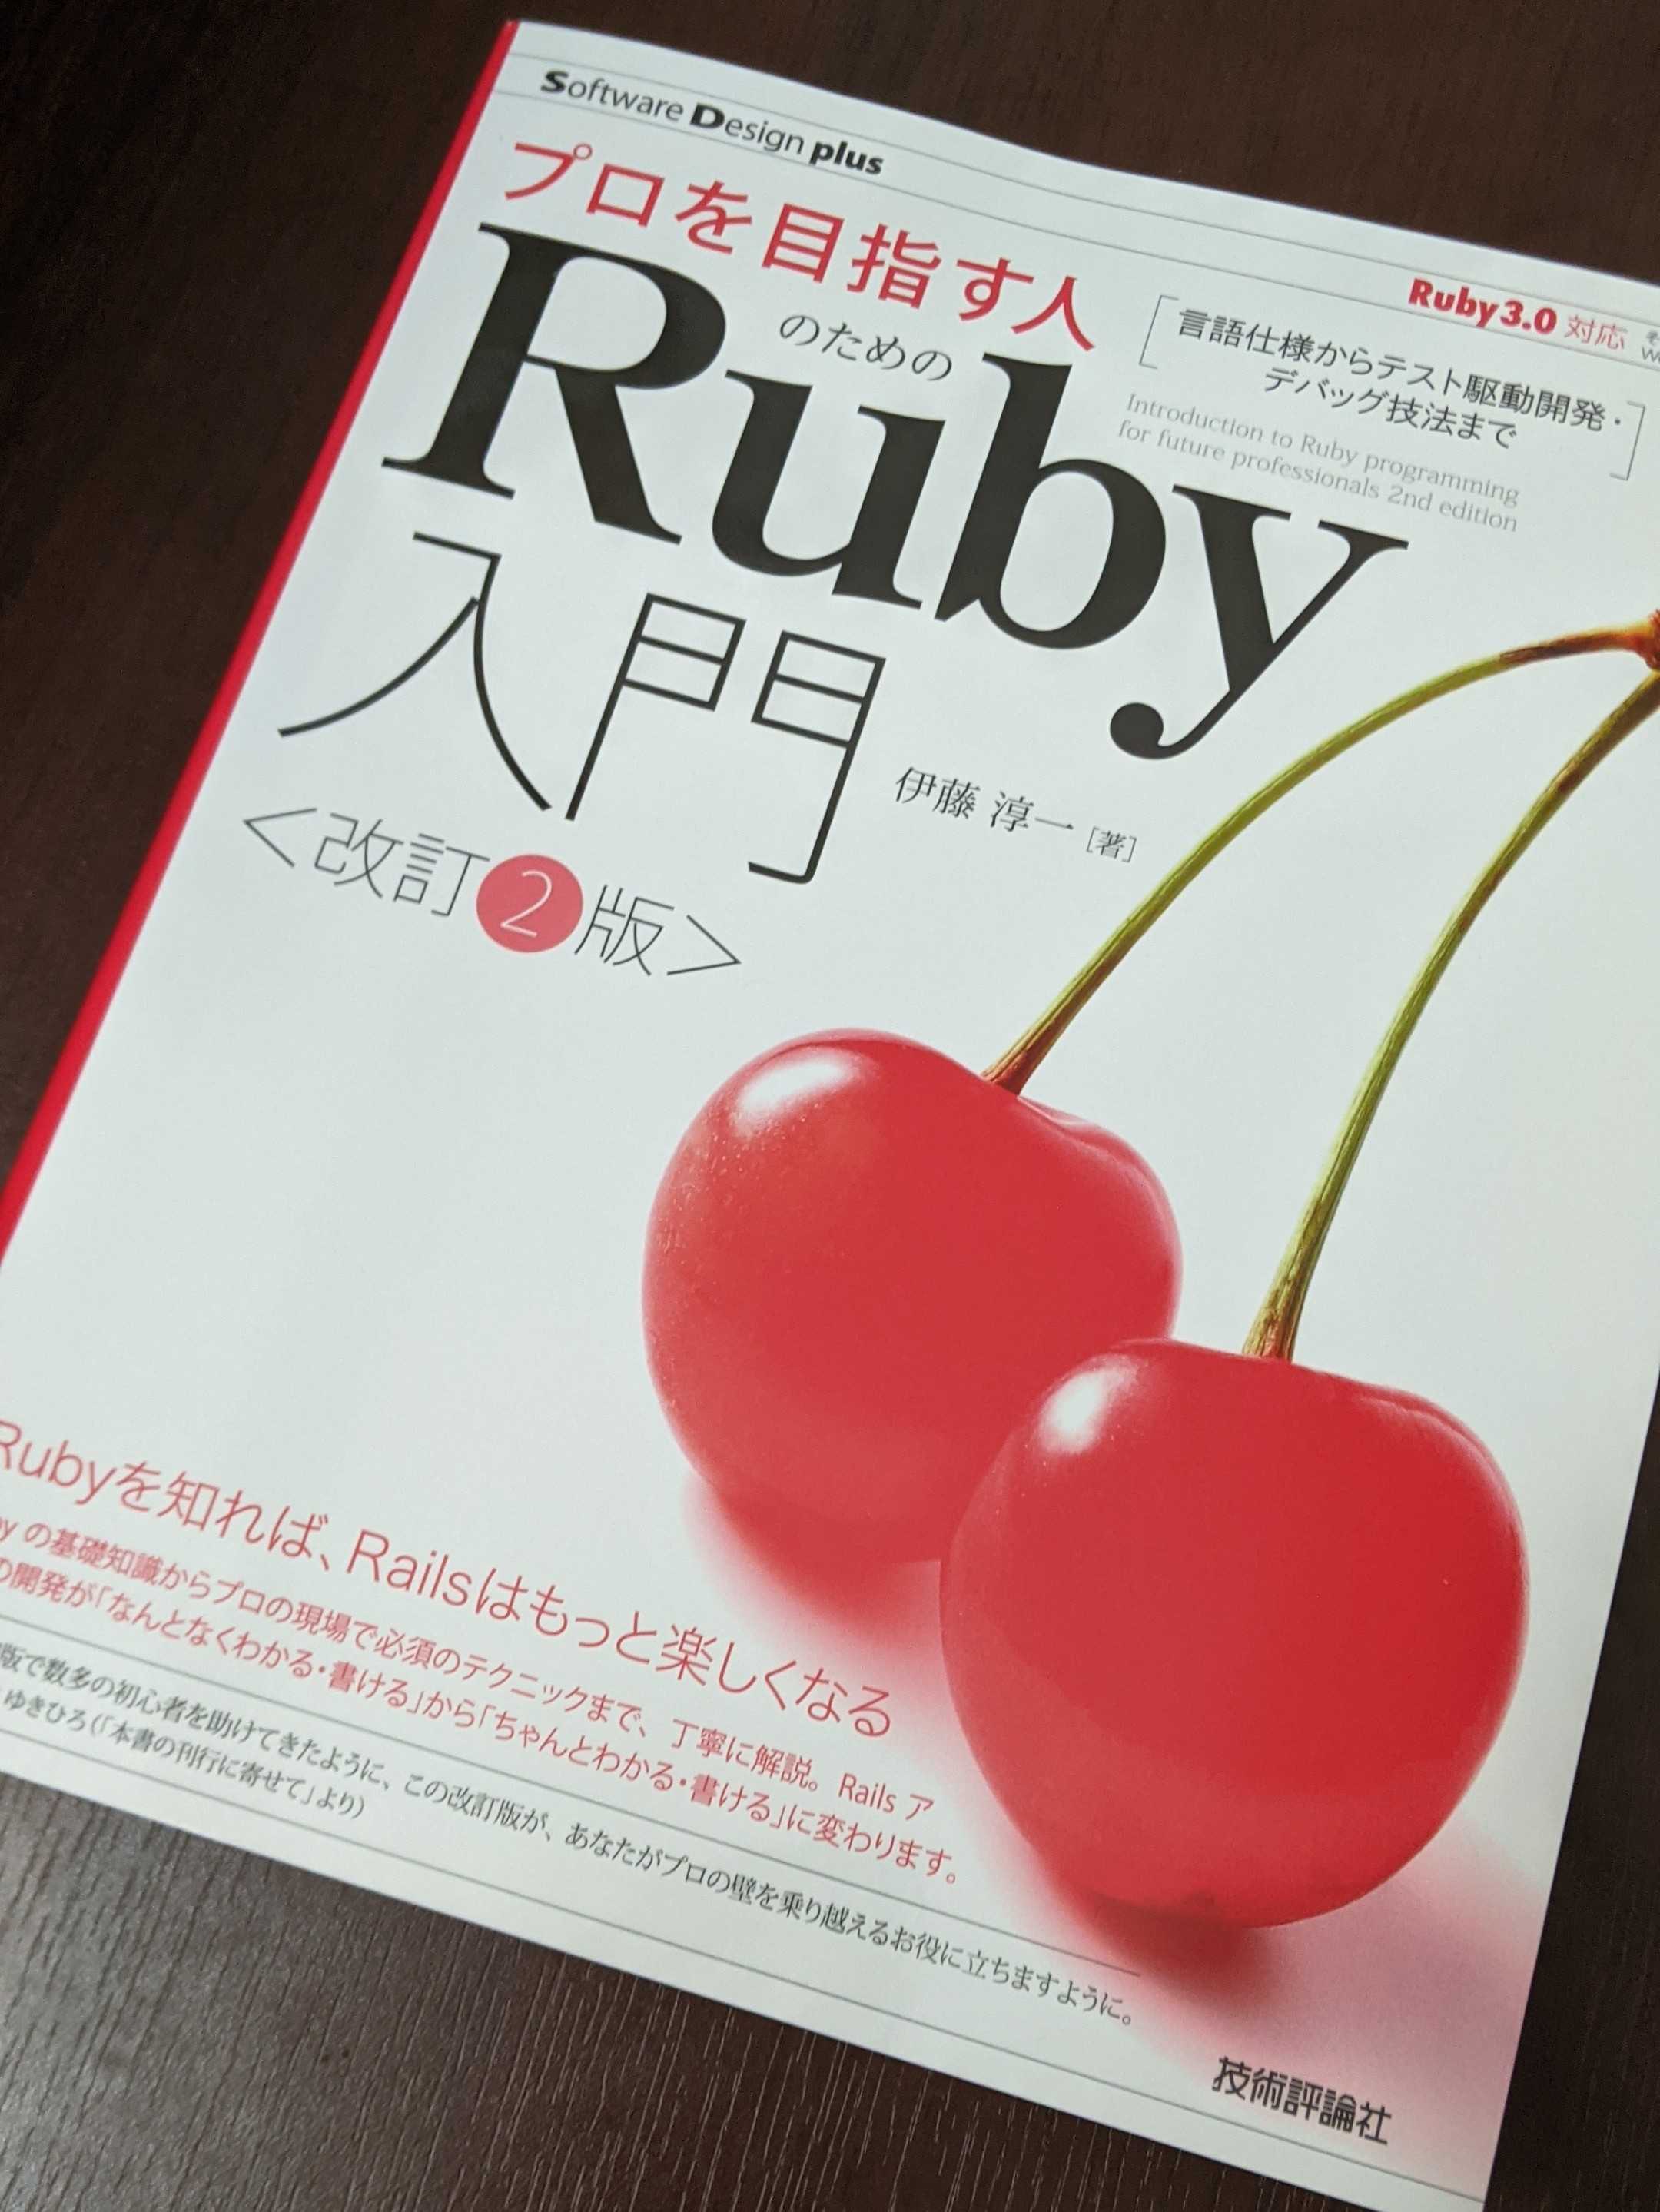 Software Design plus
プロを目指す人
のための
Ruby
入門
Ruby3.0 対応
[言語仕様からテスト駆動開発・
デバッグ技法まで]
Introduction to Ruby programming
for future professionals 2nd edition
伊藤 淳一 [著]
<改訂2版>
Rubyを知れば、Railsはもっと楽しくなる
の基礎知識からプロの現場で必須のテクニックまで、丁寧に解説。Rails ア
の開発が「なんとなくわかる・書ける」から「ちゃんとわかる・書ける」に変わります。
版で数多の初心者を助けてきたように、この改訂版が、あなたがプロの壁を乗り越えるお役に立ちますように。
ゆきひろ(「本書の刊行に寄せて」より)
技術評論社